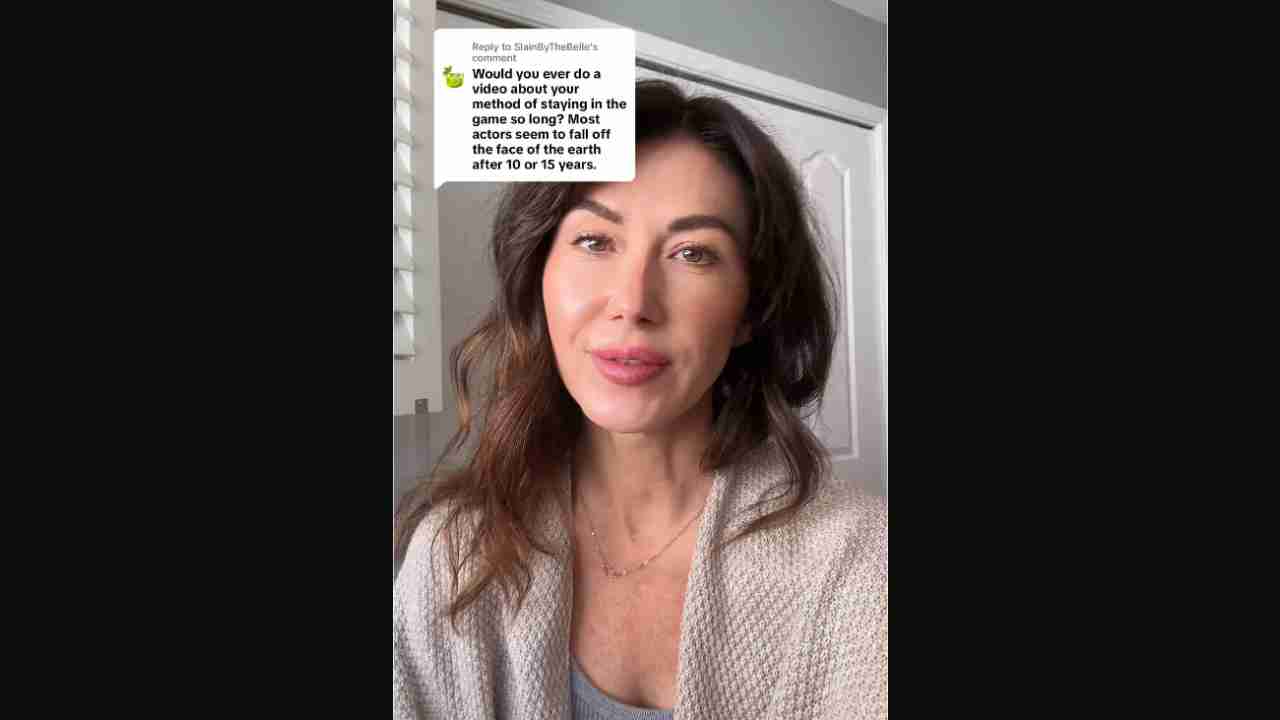 Reply to SlainByTheBelle's
comment
Would you ever do a
video about your
method of staying in the
game so long? Most
actors seem to fall off
the face of the earth
after 10 or 15 years.